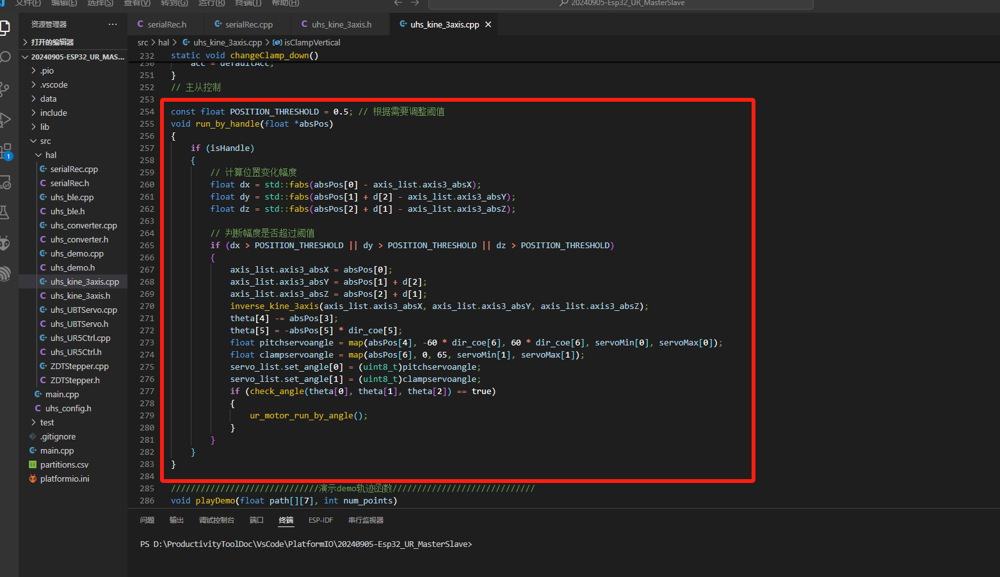 文件(F) 编辑(E) 选择(S) 查看(V) 转到(G) 运行(R) 终端(T) 帮助(H)
20240905-Esp32_UR_MasterSlave
资源管理器
打开的编辑器
20240905-ESP32_UR_MAS...
.pio
.vscode
data
include
lib
src
hal
serialRec.cpp
serialRec.h
uhs_ble.cpp
uhs_ble.h
uhs_converter.cpp
uhs_converter.h
uhs_demo.cpp
uhs_demo.h
uhs_kine_3axis.cpp
uhs_kine_3axis.h
uhs_UBTServo.cpp
uhs_UBTServo.h
uhs_UR5Ctrl.cpp
uhs_UR5Ctrl.h
ZDTStepper.cpp
ZDTStepper.h
main.cpp
uhs_config.h
test
.gitignore
main.cpp
partitions.csv
platformio.ini
1
serialRec.h serialRec.cpp uhs_kine_3axis.h uhs_kine_3axis.cpp
src > hal > uhs_kine_3axis.cpp > isClampVertical
232 static void changeClamp_down()
250 acc = defaultAcc;
251 }
252 // 主从控制
253
254 const float POSITION_THRESHOLD = 0.5; // 根据需要调整阈值
255 void run_by_handle(float *absPos)
256 {
257 if (isHandle)
258 {
259 // 计算位置变化幅度
260 float dx = std::fabs(absPos[0] - axis_list.axis3_absX);
261 float dy = std::fabs(absPos[1] + d[2] - axis_list.axis3_absY);
262 float dz = std::fabs(absPos[2] + d[1] - axis_list.axis3_absZ);
263
264 // 判断幅度是否超过阈值
265 if (dx > POSITION_THRESHOLD || dy > POSITION_THRESHOLD || dz > POSITION_THRESHOLD)
266 {
267 axis_list.axis3_absX = absPos[0];
268 axis_list.axis3_absY = absPos[1] + d[2];
269 axis_list.axis3_absZ = absPos[2] + d[1];
270 inverse_kine_3axis(axis_list.axis3_absX, axis_list.axis3_absY, axis_list.axis3_absZ);
271 theta[4] -= absPos[3];
272 theta[5] = -absPos[5] * dir_coe[5];
273 float pitchservoangle = map(absPos[4], -60 * dir_coe[6], 60 * dir_coe[6], servoMin[0], servoMax[0]);
274 float clampservoangle = map(absPos[6], 0, 65, servoMin[1], servoMax[1]);
275 servo_list.set_angle[0] = (uint8_t)pitchservoangle;
276 servo_list.set_angle[1] = (uint8_t)clampservoangle;
277 if (check_angle(theta[0], theta[1], theta[2]) == true)
278 {
279 ur_motor_run_by_angle();
280 }
281 }
282 }
283 }
284
285 //////////////////////////////演示demo轨迹函数/////////////////////////////
286 void playDemo(float path[][7], int num_points)
问题 输出 调试控制台 端口 终端 ESP-IDF 串行监视器
PS D:\ProductivityToolDoc\VsCode\PlatformIO\20240905-Esp32_UR_MasterSlave>